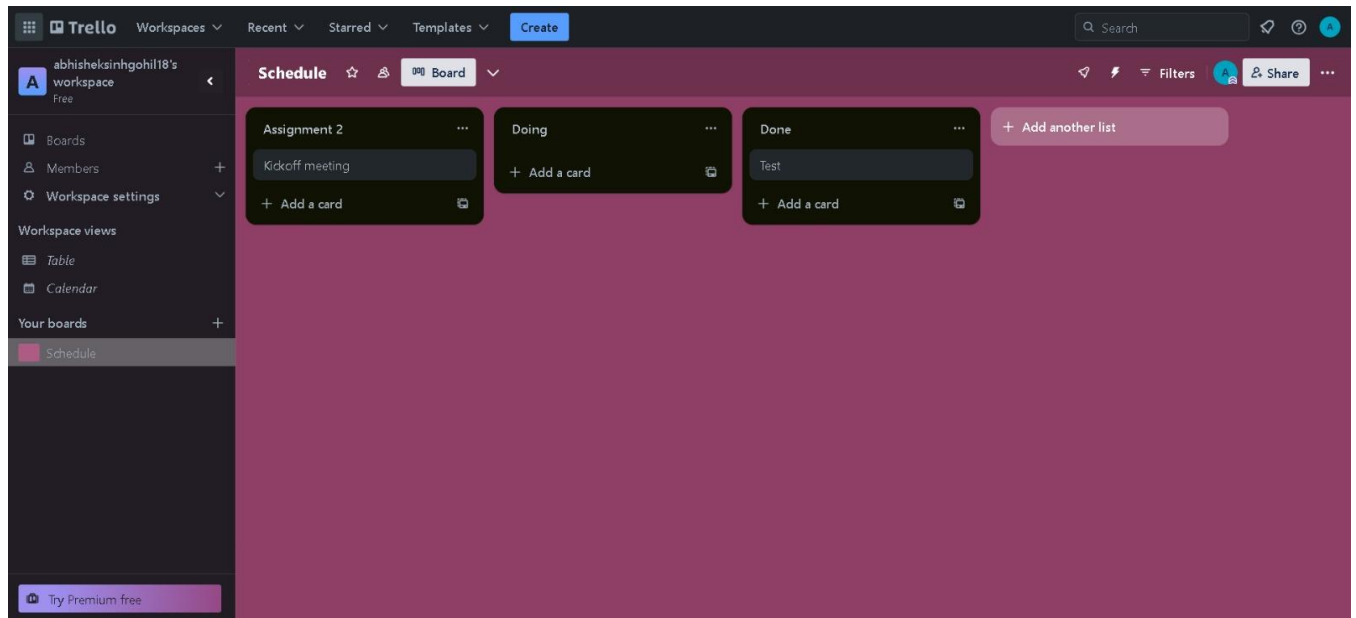 Trello Workspaces Recent Starred Templates Create Search
abhisheksinhgohil18's
workspace
Free
A
Schedule Board Filters A Share
Boards
Members
Workspace settings
Workspace views
Table
Calendar
Your boards
Schedule
Try Premium free
Assignment 2
Kickoff meeting
+ Add a card
Doing
+ Add a card
Done
Test
+ Add a card
+ Add another list